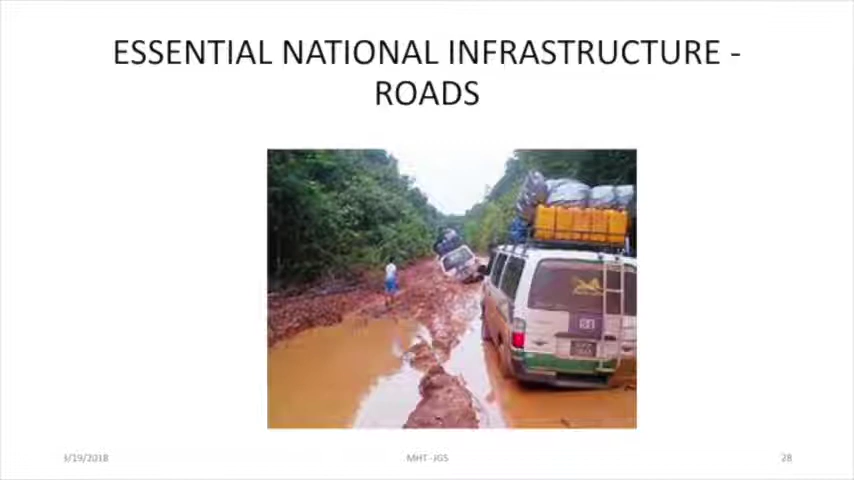 ESSENTIAL NATIONAL INFRASTRUCTURE -
ROADS
3/19/2018
MHT -JGS
28